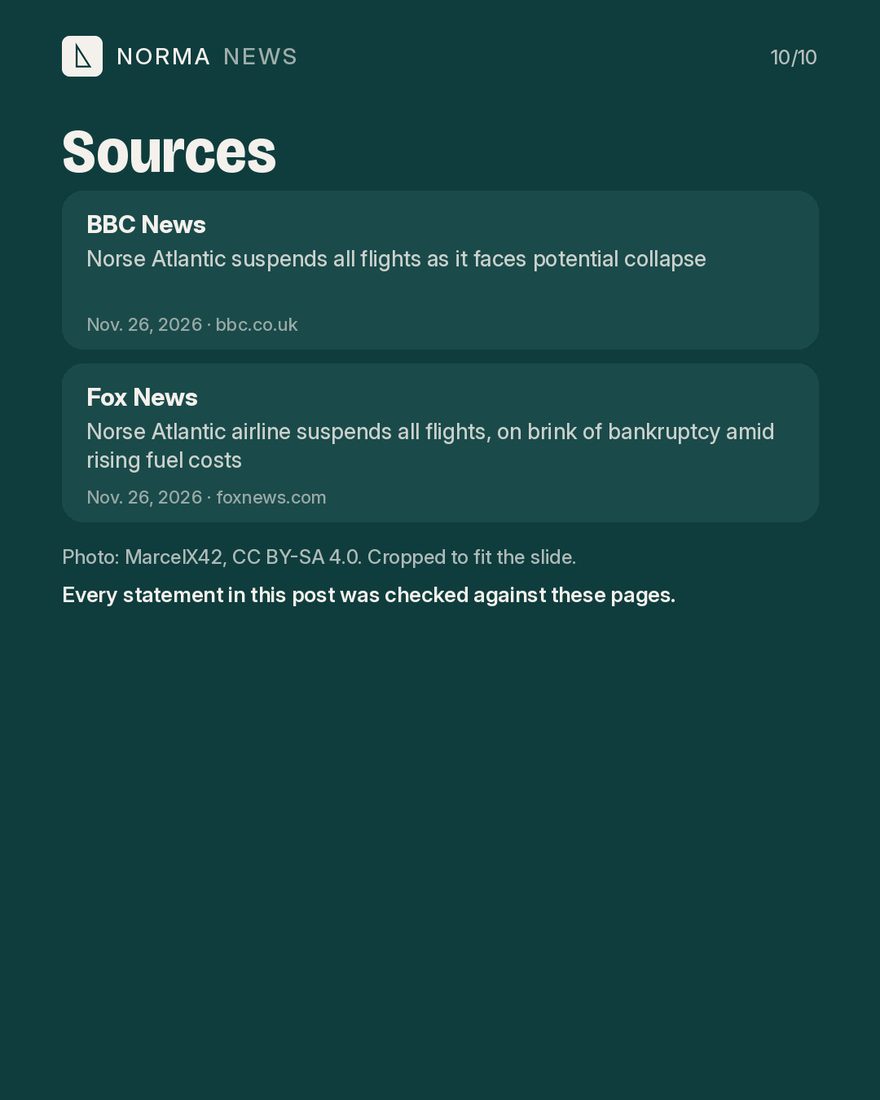 NORMA NEWS
10/10
Sources
BBC News
Norse Atlantic suspends all flights as it faces potential collapse
Nov. 26, 2026 · bbc.co.uk
Fox News
Norse Atlantic airline suspends all flights, on brink of bankruptcy amid
rising fuel costs
Nov. 26, 2026 · foxnews.com
Photo: MarcelX42, CC BY-SA 4.0. Cropped to fit the slide.
Every statement in this post was checked against these pages.